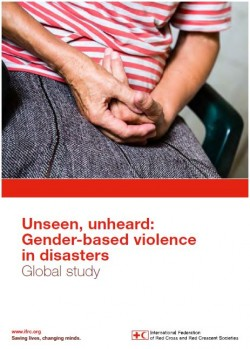 Unseen, unheard:
Gender-based violence
in disasters
Global study
www.ifrc.org
Saving lives, changing minds.
International Federation
of Red Cross and Red Crescent Societies